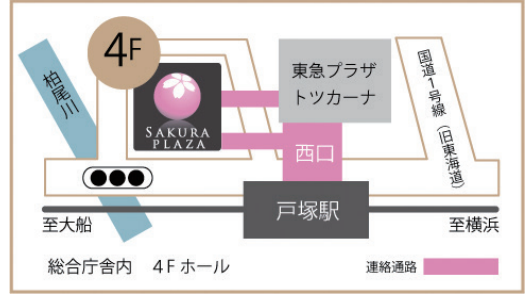 4F
柏尾川
SAKURA
PLAZA
東急プラザ
トツカーナ
国道1号線(旧東海道)
西口
戸塚駅
至大船
至横浜
総合庁舎内 4Fホール
連絡通路